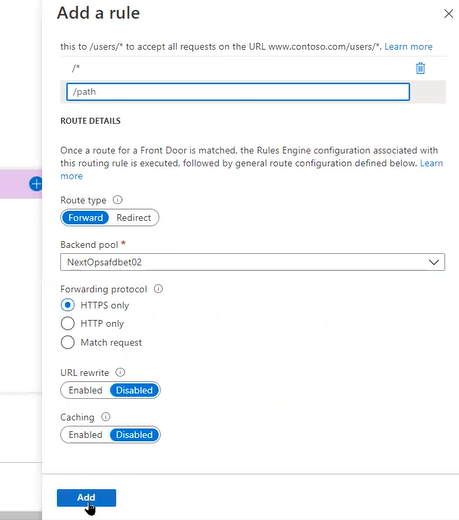 Add a rule
this to /users/* to accept all requests on the URL www.contoso.com/users/*. Learn more
/*
/path
ROUTE DETAILS
Once a route for a Front Door is matched, the Rules Engine configuration associated with
this routing rule is executed, followed by general route configuration defined below. Learn
more
Route type
Forward Redirect
Backend pool *
NextOpsafdbet02
Forwarding protocol
HTTPS only
HTTP only
Match request
URL rewrite
Enabled Disabled
Caching
Enabled Disabled
Add